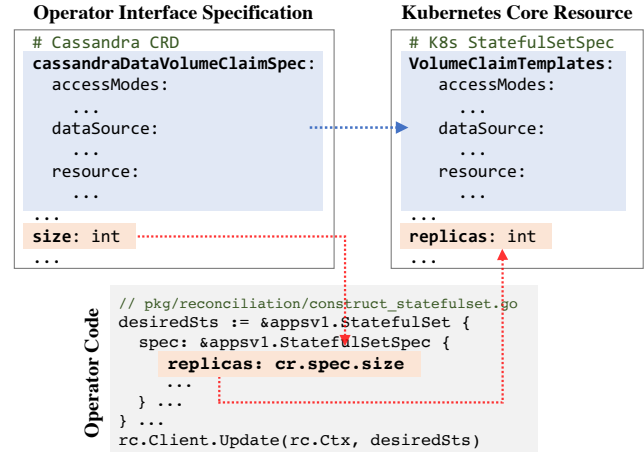 Operator Interface Specification
# Cassandra CRD
cassandraDataVolumeClaimSpec:
accessModes:
...
dataSource:
...
resource:
...
...
size: int
...
Kubernetes Core Resource
# K8s StatefulSetSpec
VolumeClaimTemplates:
accessModes:
...
dataSource:
...
resource:
...
...
replicas: int
...
Operator Code
// pkg/reconciliation/construct_statefulset.go
desiredSts := &appsv1.StatefulSet {
spec: &appsv1.StatefulSetSpec {
replicas: cr.spec.size
...
} ...
} ...
rc.Client.Update(rc.Ctx, desiredSts)